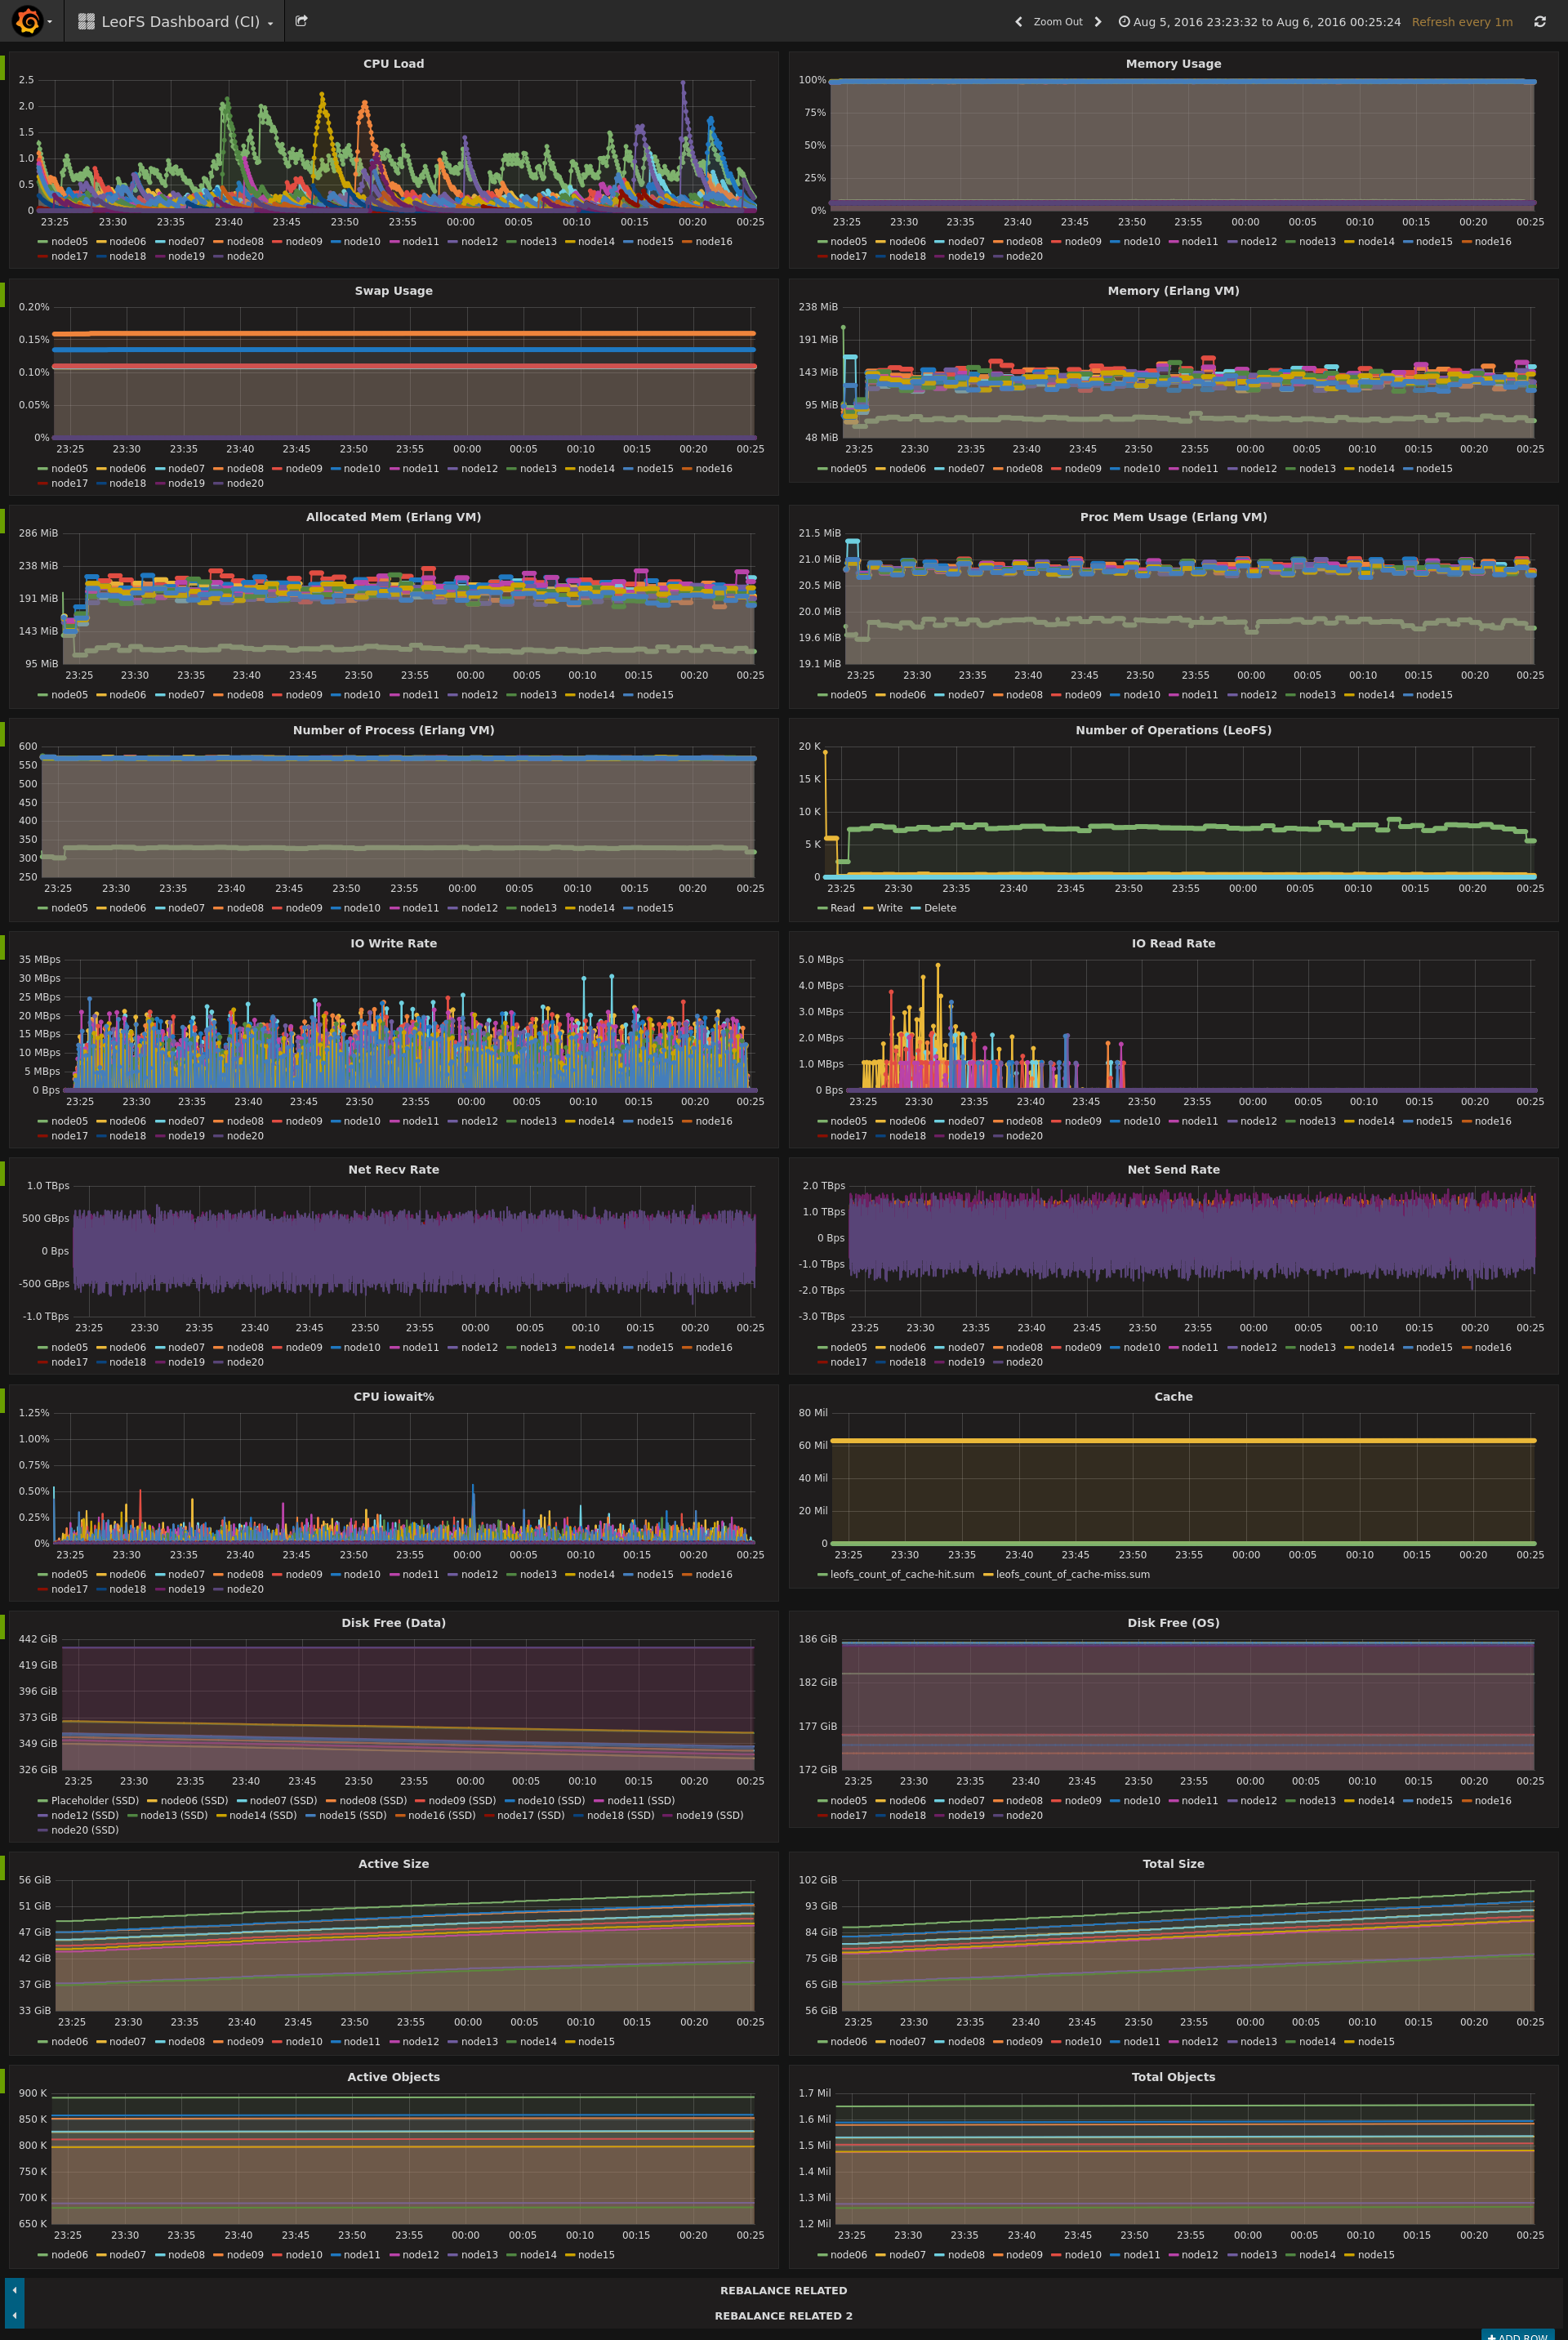 LeoFS Dashboard (CI)
Zoom Out
Aug 5, 2016 23:23:32 to Aug 6, 2016 00:25:24 Refresh every 1m
CPU Load
2.5
2.0
1.5
1.0
0.5
0
23:25 23:30 23:35 23:40 23:45 23:50 23:55 00:00 00:05 00:10 00:15 00:20 00:25
node05 node06 node07 node08 node09 node10 node11 node12 node13 node14 node15 node16
node17 node18 node19 node20
Memory Usage
100%
75%
50%
25%
0%
23:25 23:30 23:35 23:40 23:45 23:50 23:55 00:00 00:05 00:10 00:15 00:20 00:25
node05 node06 node07 node08 node09 node10 node11 node12 node13 node14 node15 node16
node17 node18 node19 node20
Swap Usage
0.20%
0.15%
0.10%
0.05%
0%
23:25 23:30 23:35 23:40 23:45 23:50 23:55 00:00 00:05 00:10 00:15 00:20 00:25
node05 node06 node07 node08 node09 node10 node11 node12 node13 node14 node15 node16
node17 node18 node19 node20
Memory (Erlang VM)
238 MiB
191 MiB
143 MiB
95 MiB
48 MiB
23:25 23:30 23:35 23:40 23:45 23:50 23:55 00:00 00:05 00:10 00:15 00:20 00:25
node05 node06 node07 node08 node09 node10 node11 node12 node13 node14 node15
Allocated Mem (Erlang VM)
286 MiB
238 MiB
191 MiB
143 MiB
95 MiB
23:25 23:30 23:35 23:40 23:45 23:50 23:55 00:00 00:05 00:10 00:15 00:20 00:25
node05 node06 node07 node08 node09 node10 node11 node12 node13 node14 node15
Proc Mem Usage (Erlang VM)
21.5 MiB
21.0 MiB
20.5 MiB
20.0 MiB
19.6 MiB
19.1 MiB
23:25 23:30 23:35 23:40 23:45 23:50 23:55 00:00 00:05 00:10 00:15 00:20 00:25
node05 node06 node07 node08 node09 node10 node11 node12 node13 node14 node15
Number of Process (Erlang VM)
600
550
500
450
400
350
300
250
23:25 23:30 23:35 23:40 23:45 23:50 23:55 00:00 00:05 00:10 00:15 00:20 00:25
node05 node06 node07 node08 node09 node10 node11 node12 node13 node14 node15
Number of Operations (LeoFS)
20 K
15 K
10 K
5 K
0
23:25 23:30 23:35 23:40 23:45 23:50 23:55 00:00 00:05 00:10 00:15 00:20 00:25
Read Write Delete
IO Write Rate
35 MBps
30 MBps
25 MBps
20 MBps
15 MBps
10 MBps
5 MBps
0 Bps
23:25 23:30 23:35 23:40 23:45 23:50 23:55 00:00 00:05 00:10 00:15 00:20 00:25
node05 node06 node07 node08 node09 node10 node11 node12 node13 node14 node15 node16
node17 node18 node19 node20
IO Read Rate
5.0 MBps
4.0 MBps
3.0 MBps
2.0 MBps
1.0 MBps
0 Bps
23:25 23:30 23:35 23:40 23:45 23:50 23:55 00:00 00:05 00:10 00:15 00:20 00:25
node05 node06 node07 node08 node09 node10 node11 node12 node13 node14 node15 node16
node17 node18 node19 node20
Net Recv Rate
1.0 TBps
500 GBps
0 Bps
-500 GBps
-1.0 TBps
23:25 23:30 23:35 23:40 23:45 23:50 23:55 00:00 00:05 00:10 00:15 00:20 00:25
node05 node06 node07 node08 node09 node10 node11 node12 node13 node14 node15 node16
node17 node18 node19 node20
Net Send Rate
2.0 TBps
1.0 TBps
0 Bps
-1.0 TBps
-2.0 TBps
-3.0 TBps
23:25 23:30 23:35 23:40 23:45 23:50 23:55 00:00 00:05 00:10 00:15 00:20 00:25
node05 node06 node07 node08 node09 node10 node11 node12 node13 node14 node15 node16
node17 node18 node19 node20
CPU iowait%
1.25%
1.00%
0.75%
0.50%
0.25%
0%
23:25 23:30 23:35 23:40 23:45 23:50 23:55 00:00 00:05 00:10 00:15 00:20 00:25
node05 node06 node07 node08 node09 node10 node11 node12 node13 node14 node15 node16
node17 node18 node19 node20
Cache
80 Mil
60 Mil
40 Mil
20 Mil
0
23:25 23:30 23:35 23:40 23:45 23:50 23:55 00:00 00:05 00:10 00:15 00:20 00:25
leofs_count_of_cache-hit.sum leofs_count_of_cache-miss.sum
Disk Free (Data)
442 GiB
419 GiB
396 GiB
373 GiB
349 GiB
326 GiB
23:25 23:30 23:35 23:40 23:45 23:50 23:55 00:00 00:05 00:10 00:15 00:20 00:25
Placeholder (SSD) node06 (SSD) node07 (SSD) node08 (SSD) node09 (SSD) node10 (SSD) node11 (SSD)
node12 (SSD) node13 (SSD) node14 (SSD) node15 (SSD) node16 (SSD) node17 (SSD) node18 (SSD) node19 (SSD)
node20 (SSD)
Disk Free (OS)
186 GiB
182 GiB
177 GiB
172 GiB
23:25 23:30 23:35 23:40 23:45 23:50 23:55 00:00 00:05 00:10 00:15 00:20 00:25
node05 node06 node07 node08 node09 node10 node11 node12 node13 node14 node15 node16
node17 node18 node19 node20
Active Size
56 GiB
51 GiB
47 GiB
42 GiB
37 GiB
33 GiB
23:25 23:30 23:35 23:40 23:45 23:50 23:55 00:00 00:05 00:10 00:15 00:20 00:25
node06 node07 node08 node09 node10 node11 node12 node13 node14 node15
Total Size
102 GiB
93 GiB
84 GiB
75 GiB
65 GiB
56 GiB
23:25 23:30 23:35 23:40 23:45 23:50 23:55 00:00 00:05 00:10 00:15 00:20 00:25
node06 node07 node08 node09 node10 node11 node12 node13 node14 node15
Active Objects
900 K
850 K
800 K
750 K
700 K
650 K
23:25 23:30 23:35 23:40 23:45 23:50 23:55 00:00 00:05 00:10 00:15 00:20 00:25
node06 node07 node08 node09 node10 node11 node12 node13 node14 node15
Total Objects
1.7 Mil
1.6 Mil
1.5 Mil
1.4 Mil
1.3 Mil
1.2 Mil
23:25 23:30 23:35 23:40 23:45 23:50 23:55 00:00 00:05 00:10 00:15 00:20 00:25
node06 node07 node08 node09 node10 node11 node12 node13 node14 node15
REBALANCE RELATED
REBALANCE RELATED 2
ADD ROW